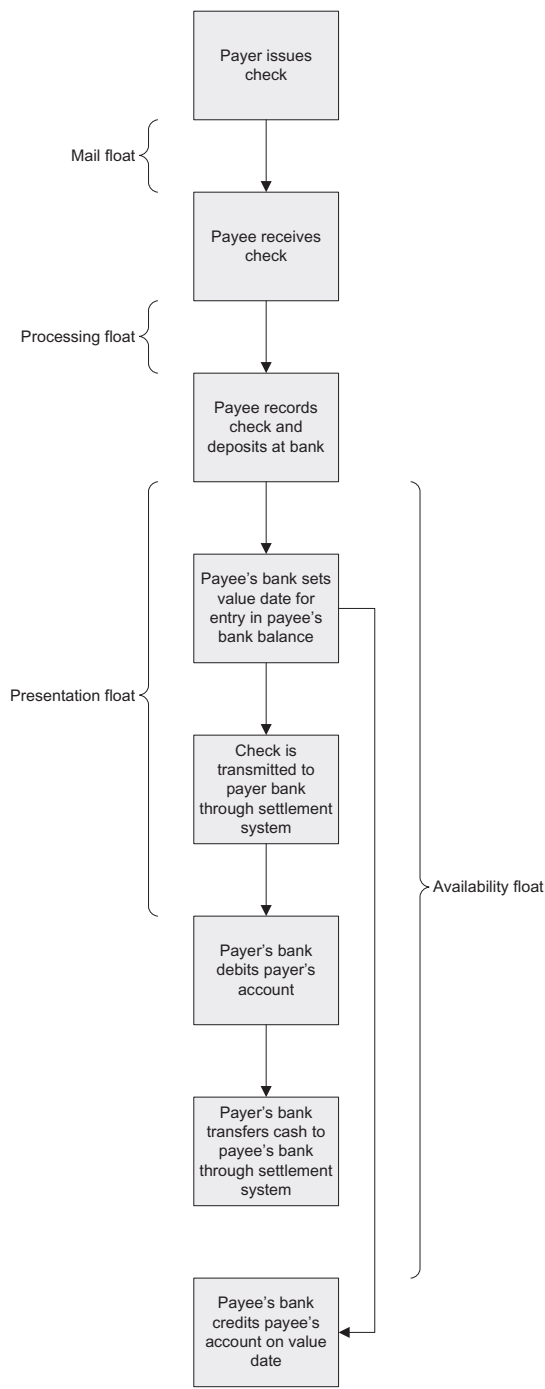 Payer issues
check
Mail float
Payee receives
check
Processing float
Payee records
check and
deposits at bank
Payee’s bank sets
value date for
entry in payee’s
bank balance
Presentation float
Check is
transmitted to
payer bank
through settlement
system
Availability float
Payer’s bank
debits payer’s
account
Payer’s bank
transfers cash to
payee’s bank
through settlement
system
Payee’s bank
credits payee’s
account on value
date